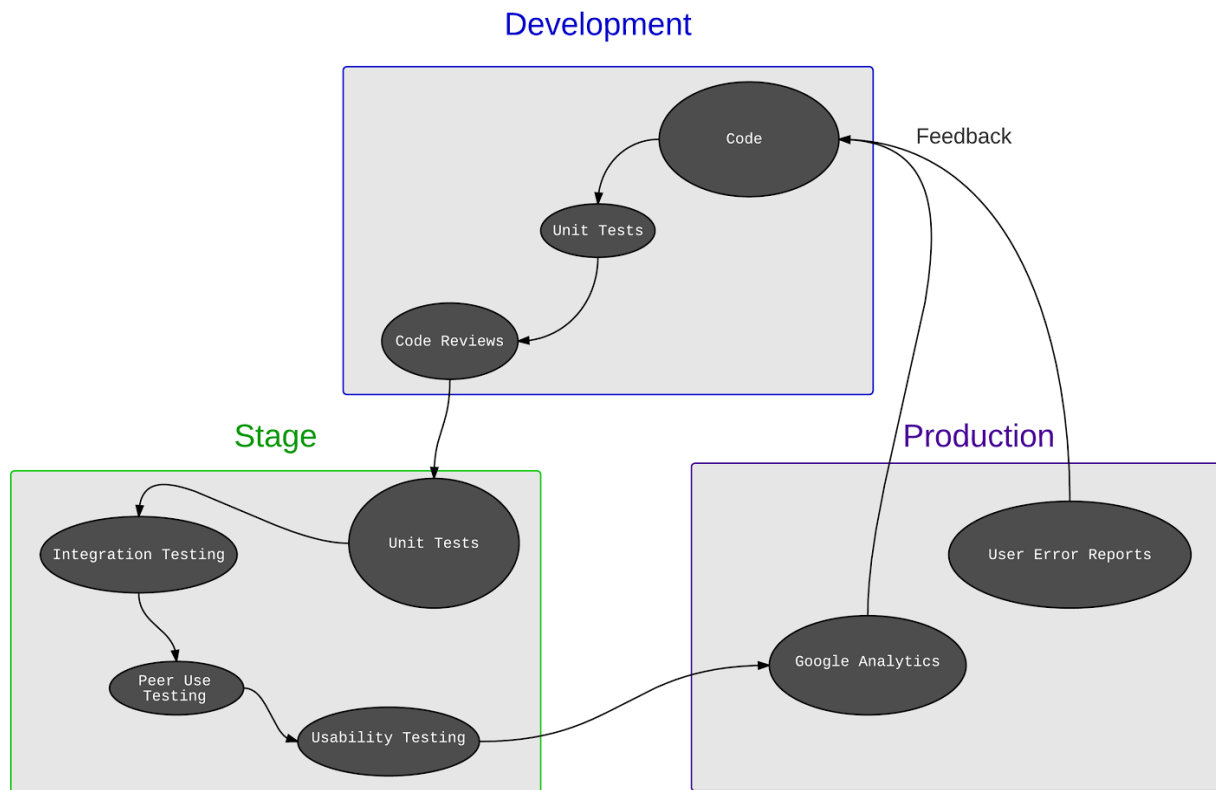 Development
Code
Feedback
Unit Tests
Code Reviews
Stage
Production
Unit Tests
Integration Testing
User Error Reports
Peer Use
Testing
Google Analytics
Usability Testing